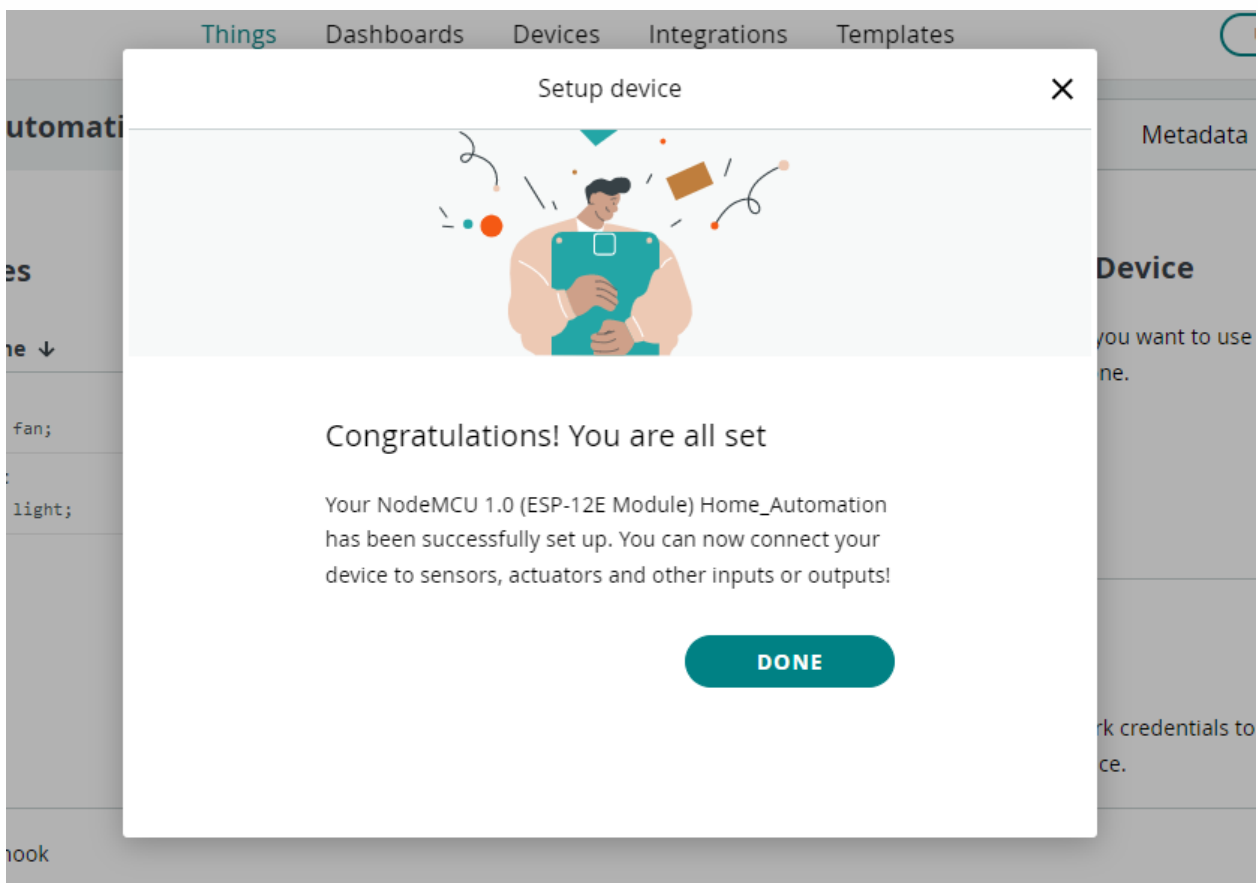 Things Dashboards Devices Integrations Templates
Setup device
utomati
Metadata
es
Device
ne ↓
you want to use
ne.
fan;
:
light;
Congratulations! You are all set
Your NodeMCU 1.0 (ESP-12E Module) Home_Automation
has been successfully set up. You can now connect your
device to sensors, actuators and other inputs or outputs!
DONE
rk credentials to
ce.
hook